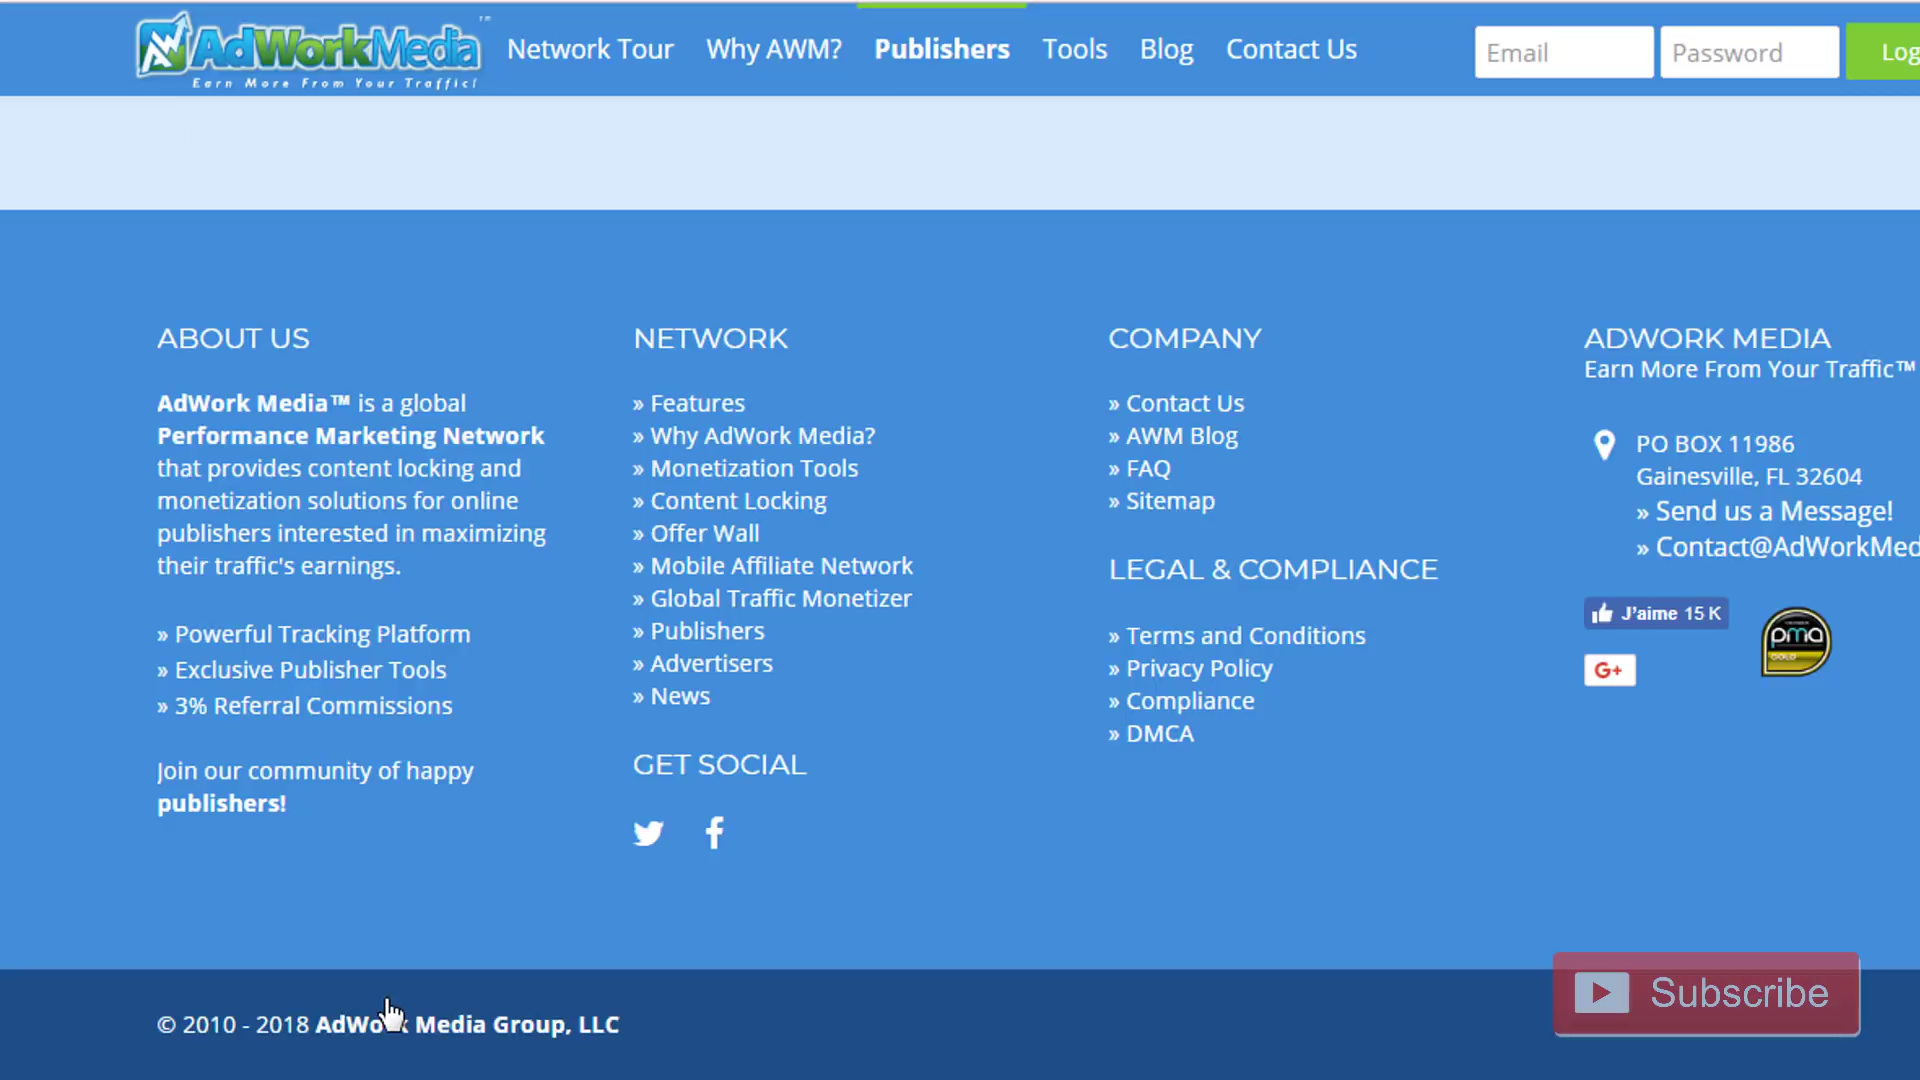 AdWorkMedia™
Earn More From Your Traffic!
Network Tour
Why AWM?
Publishers
Tools
Blog
Contact Us
Email
Password
Log
ABOUT US
AdWork Media™ is a global
Performance Marketing Network
that provides content locking and
monetization solutions for online
publishers interested in maximizing
their traffic's earnings.
» Powerful Tracking Platform
» Exclusive Publisher Tools
» 3% Referral Commissions
Join our community of happy
publishers!
NETWORK
» Features
» Why AdWork Media?
» Monetization Tools
» Content Locking
» Offer Wall
» Mobile Affiliate Network
» Global Traffic Monetizer
» Publishers
» Advertisers
» News
GET SOCIAL
COMPANY
» Contact Us
» AWM Blog
» FAQ
» Sitemap
LEGAL & COMPLIANCE
» Terms and Conditions
» Privacy Policy
» Compliance
» DMCA
ADWORK MEDIA
Earn More From Your Traffic™
PO BOX 11986
Gainesville, FL 32604
» Send us a Message!
» Contact@AdWorkMed
J'aime 15 K
G+
pma
GOLD
© 2010 - 2018 AdWork Media Group, LLC
Subscribe